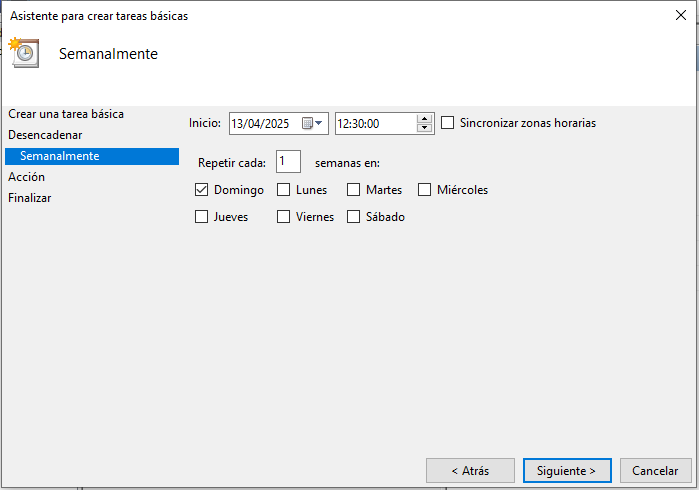 Asistente para crear tareas básicas
Semanalmente
Crear una tarea básica
Desencadenar
Semanalmente
Acción
Finalizar
Inicio: 13/04/2025 12:30:00 Sincronizar zonas horarias
Repetir cada: 1 semanas en:
Domingo Lunes Martes Miércoles
Jueves Viernes Sábado
< Atrás Siguiente > Cancelar